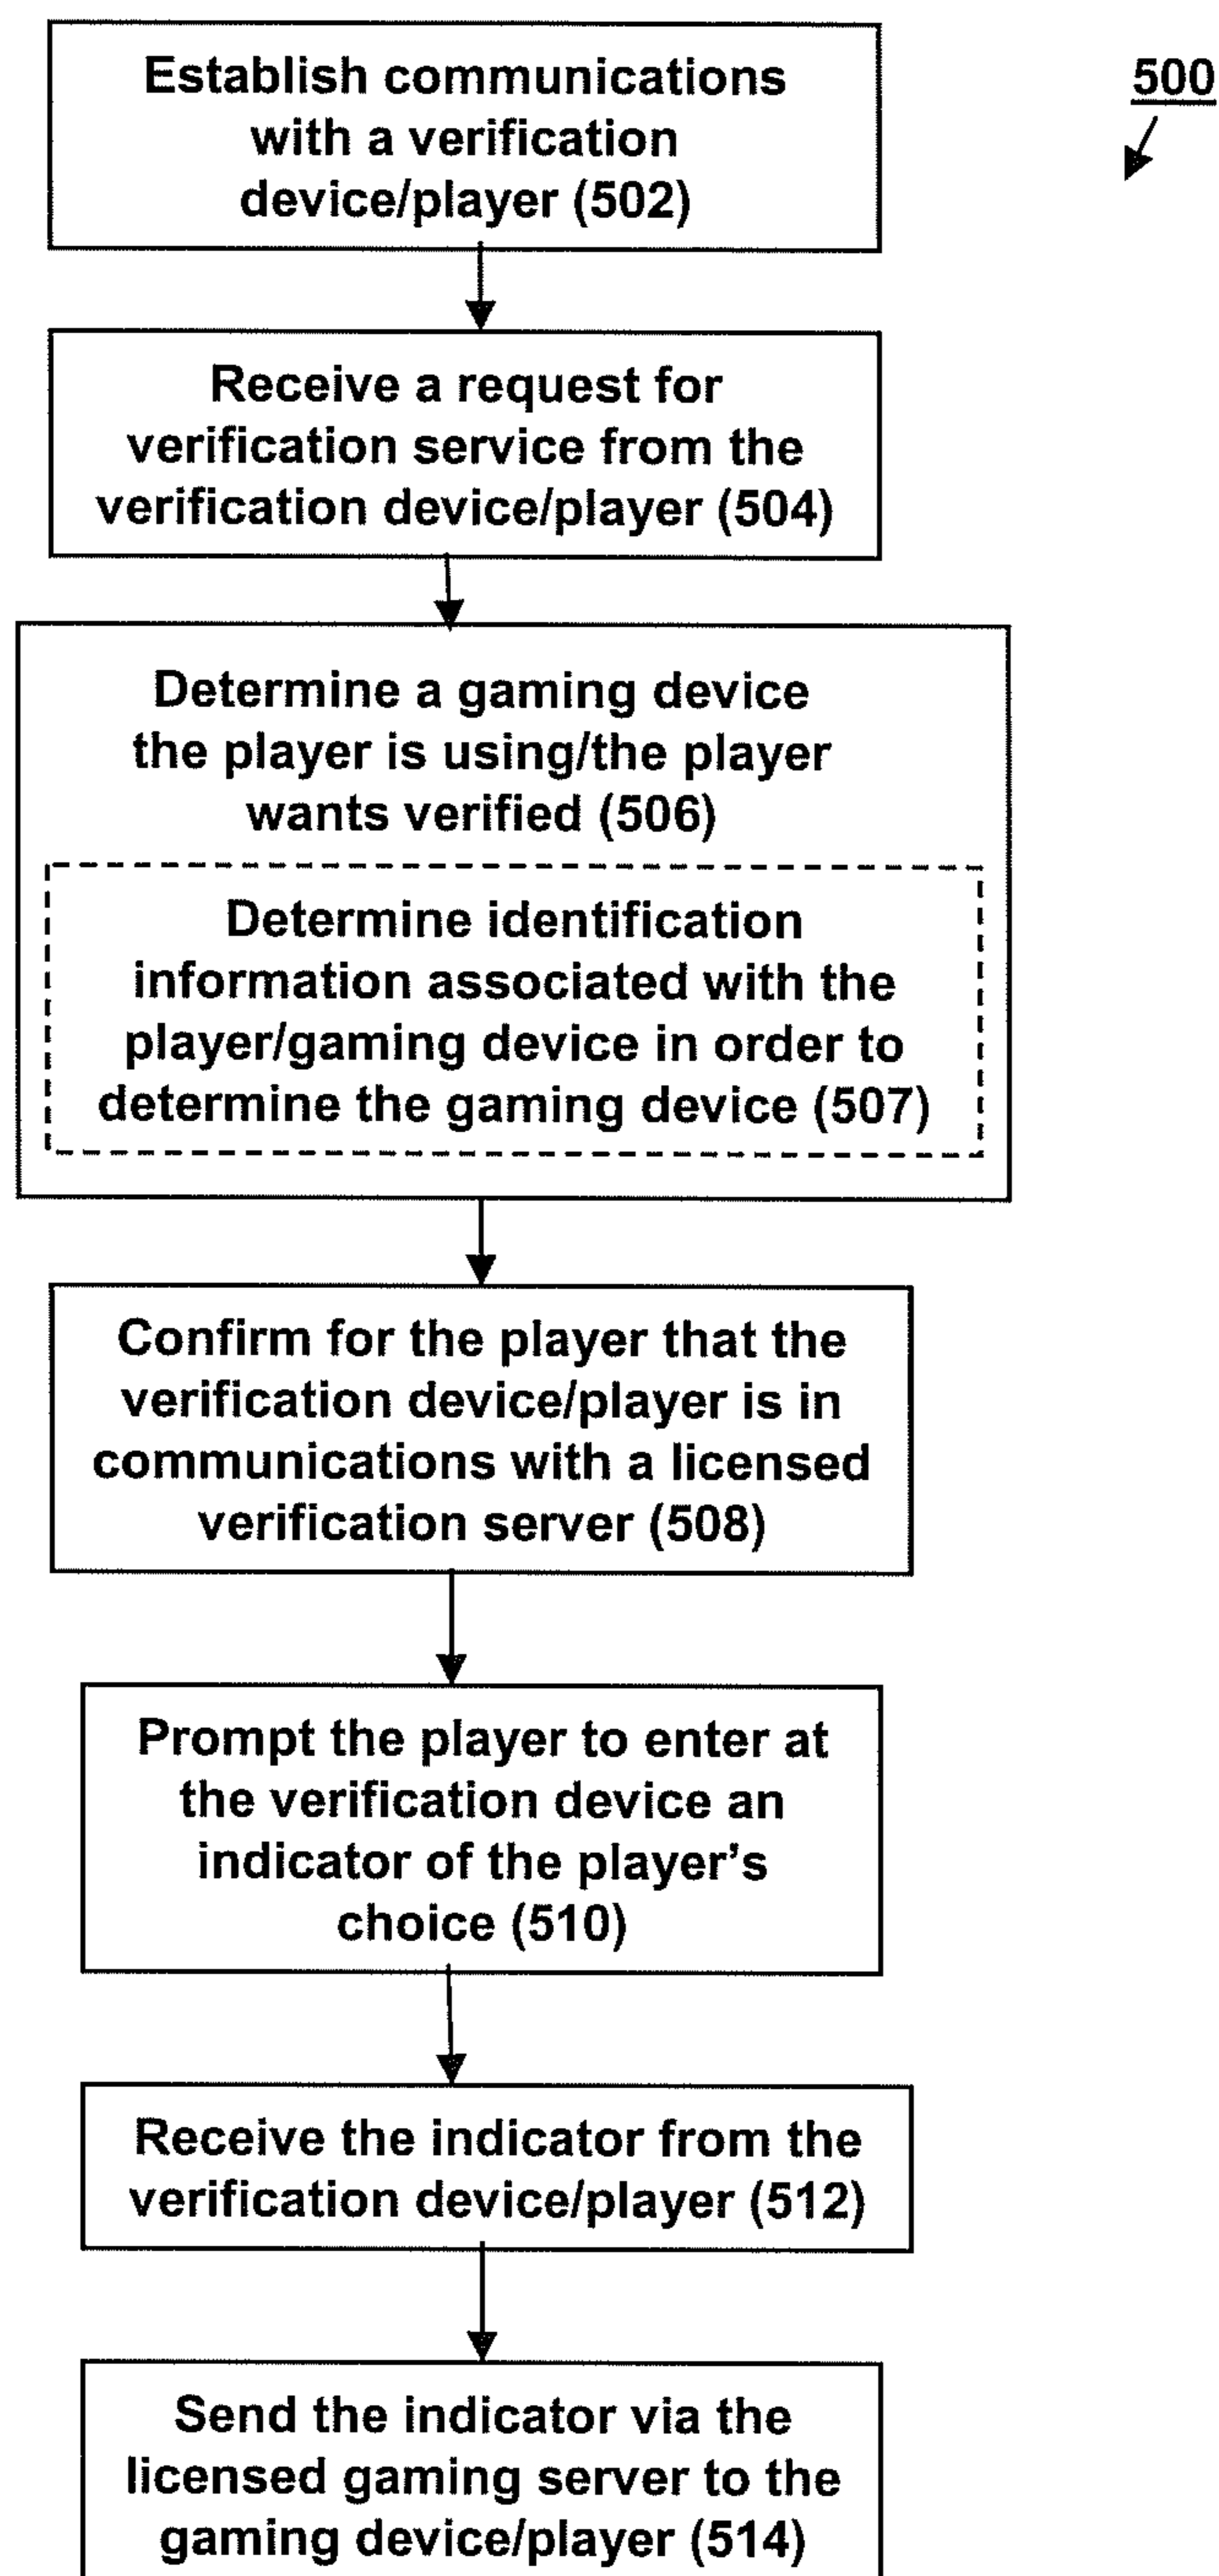 Establish communications
with a verification
device/player (502)
500
Receive a request for
verification service from the
verification device/player (504)
Determine a gaming device
the player is using/the player
wants verified (506)
Determine identification
information associated with the
player/gaming device in order to
determine the gaming device (507)
Confirm for the player that the
verification device/player is in
communications with a licensed
verification server (508)
Prompt the player to enter at
the verification device an
indicator of the player’s
choice (510)
Receive the indicator from the
verification device/player (512)
Send the indicator via the
licensed gaming server to the
gaming device/player (514)